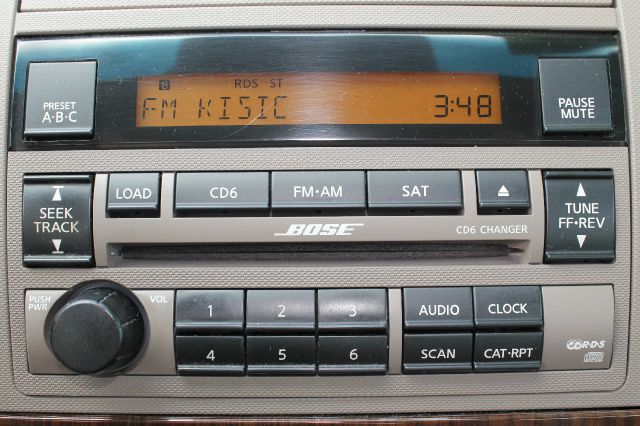 B RDS ST
FM KISIC 3:48
PRESET
A·B·C
PAUSE
MUTE
SEEK
TRACK
LOAD
CD6
FM·AM
SAT
TUNE
FF·REV
BOSE
CD6 CHANGER
PUSH
PWR
VOL
1 2 3
4 5 6
AUDIO CLOCK
SCAN CAT·RPT
R·D·S